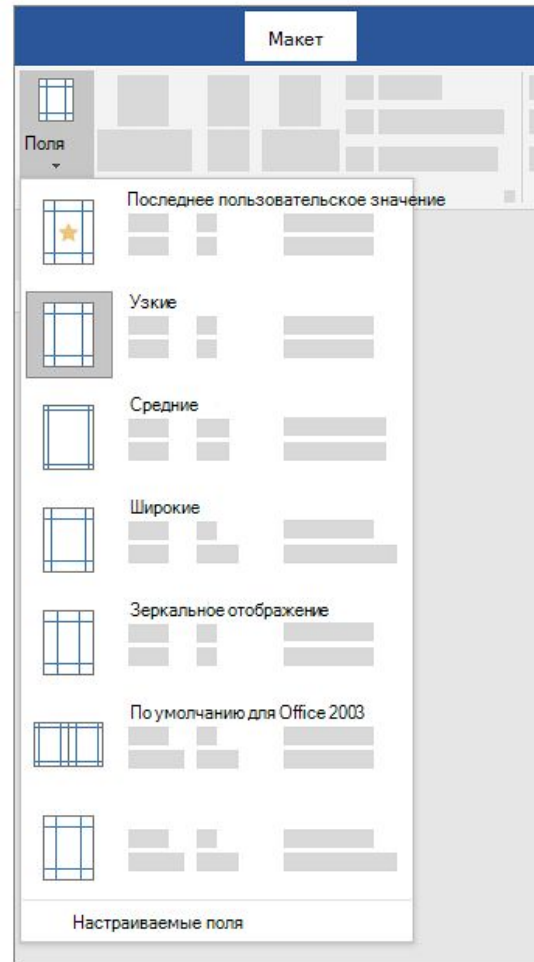 Макет
Поля
Последнее пользовательское значение
Узкие
Средние
Широкие
Зеркальное отображение
По умолчанию для Office 2003
Настраиваемые поля